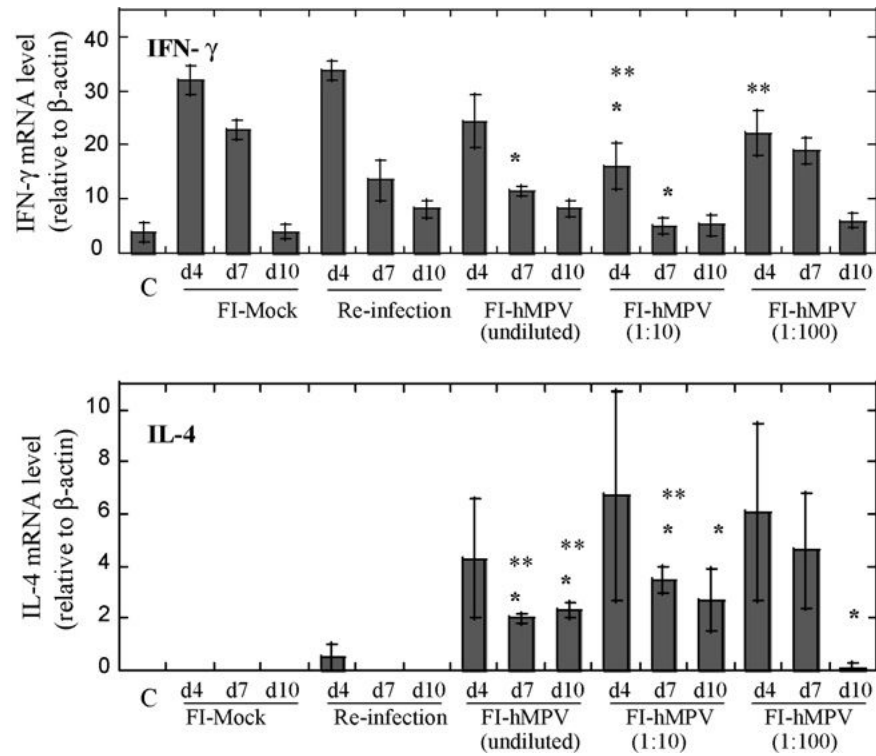 IFN- γ
IFN-γ mRNA level
(relative to β-actin)
40
30
20
10
0
** ** * * *
C d4 d7 d10 d4 d7 d10 d4 d7 d10 d4 d7 d10 d4 d7 d10
FI-Mock Re-infection FI-hMPV FI-hMPV FI-hMPV
(undiluted) (1:10) (1:100)
IL-4
IL-4 mRNA level
(relative to β-actin)
10
8
6
4
2
0
** ** ** * * * * *
C d4 d7 d10 d4 d7 d10 d4 d7 d10 d4 d7 d10 d4 d7 d10
FI-Mock Re-infection FI-hMPV FI-hMPV FI-hMPV
(undiluted) (1:10) (1:100)